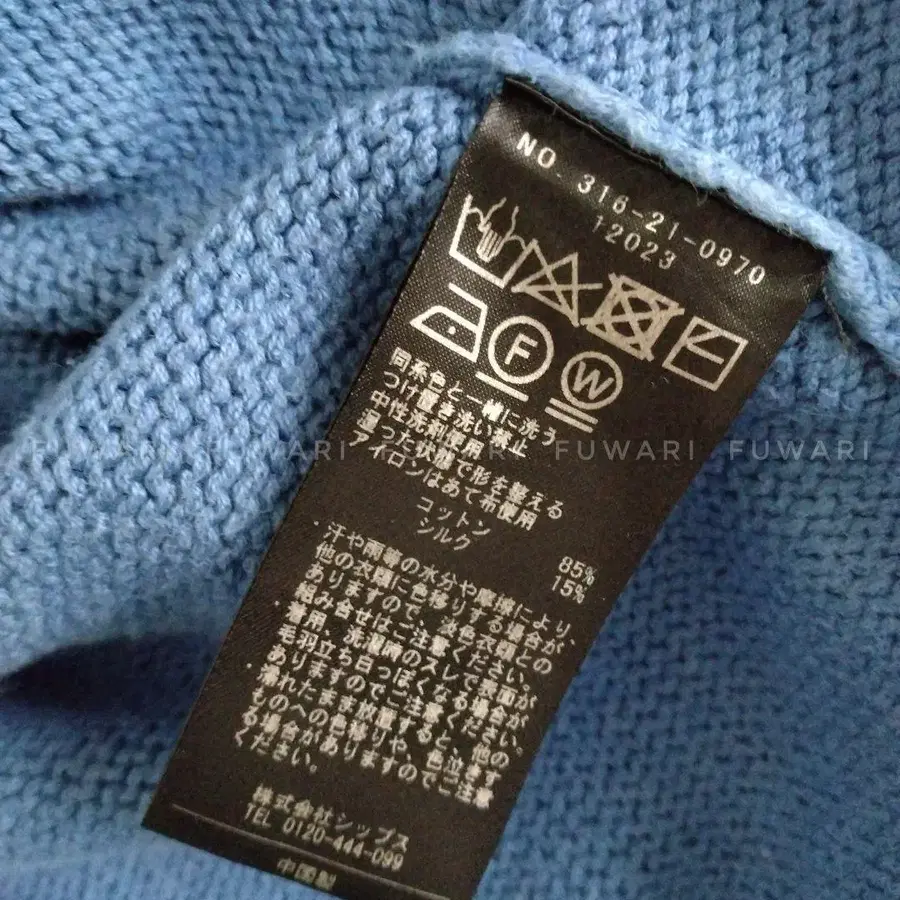 NO. 316-21-0970
12023
F
W
同系色と一緒に洗う
つけ置き洗い禁止
中性洗剤使用
湿った状態で形を整える
アイロンはあて布使用
コットン 85%
シルク 15%
汗や雨等の水分や摩擦により、
他の衣類に色移りする場合が
ありますので、淡色衣類との
組み合せはご注意ください。
着用、洗濯時のスレで表面が
毛羽立ち白っぽくなる場合が
ありますのでご注意ください。
濡れたまま放置すると、他の
ものへの色移りや、色泣きす
る場合がありますのでご注意
ください。
株式会社シップス
TEL 0120-444-099
中国製
FUWARI FUWARI FUWARI FUWARI FUWARI